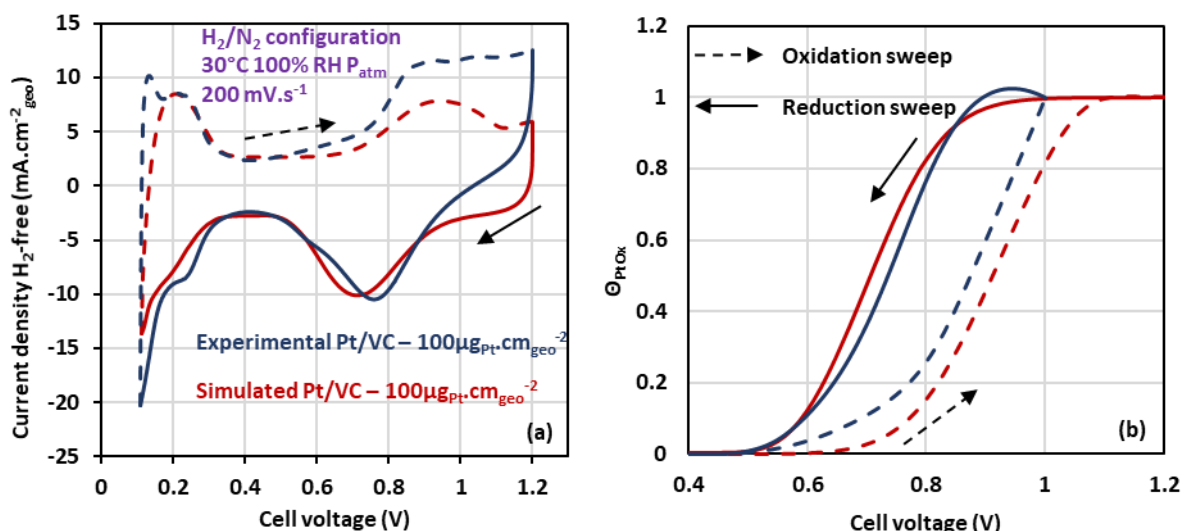 Current density H₂-free (mA.cm⁻²geo)
15
10
5
0
-5
-10
-15
-20
-25
H₂/N₂ configuration
30°C 100% RH Patm
200 mV.s⁻¹
Experimental Pt/VC – 100µgPt.cmgeo⁻²
Simulated Pt/VC – 100µgPt.cmgeo⁻²
(a)
0 0.2 0.4 0.6 0.8 1 1.2
Cell voltage (V)
ΘPtOx
1.2
1
0.8
0.6
0.4
0.2
0
Oxidation sweep
Reduction sweep
(b)
0.4 0.6 0.8 1 1.2
Cell voltage (V)